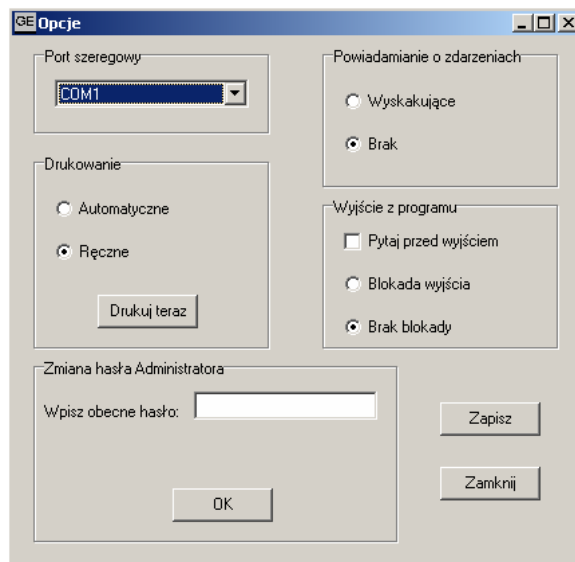 GE Opcje
Port szeregowy
COM1
Drukowanie
Automatyczne
Ręczne
Drukuj teraz
Powiadamianie o zdarzeniach
Wyskakujące
Brak
Wyjście z programu
Pytaj przed wyjściem
Blokada wyjścia
Brak blokady
Zmiana hasła Administratora
Wpisz obecne hasło:
OK
Zapisz
Zamknij